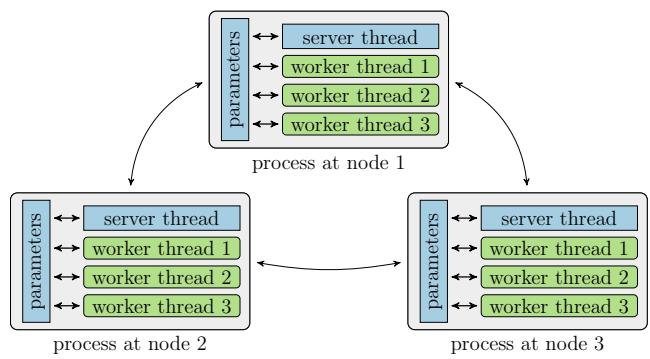 parameters
server thread
worker thread 1
worker thread 2
worker thread 3
process at node 1
parameters
server thread
worker thread 1
worker thread 2
worker thread 3
process at node 2
parameters
server thread
worker thread 1
worker thread 2
worker thread 3
process at node 3